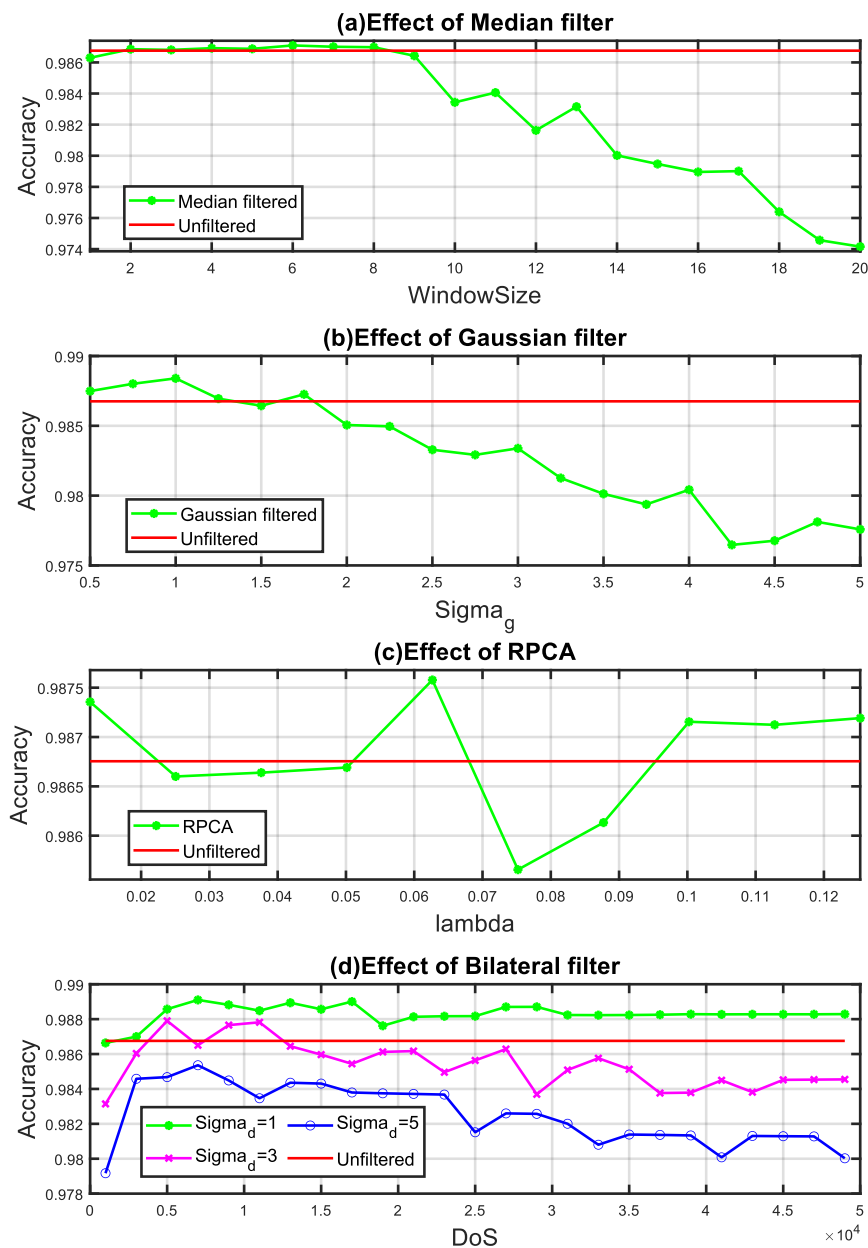 (a)Effect of Median filter
Accuracy
0.986
0.984
0.982
0.98
0.978
0.976
0.974
Median filtered
Unfiltered
2 4 6 8 10 12 14 16 18 20
WindowSize
(b)Effect of Gaussian filter
Accuracy
0.99
0.985
0.98
0.975
Gaussian filtered
Unfiltered
0.5 1 1.5 2 2.5 3 3.5 4 4.5 5
Sigma_g
(c)Effect of RPCA
Accuracy
0.9875
0.987
0.9865
0.986
RPCA
Unfiltered
0.02 0.03 0.04 0.05 0.06 0.07 0.08 0.09 0.1 0.11 0.12
lambda
(d)Effect of Bilateral filter
Accuracy
0.99
0.988
0.986
0.984
0.982
0.98
0.978
Sigma_d=1 Sigma_d=5
Sigma_d=3 Unfiltered
0 0.5 1 1.5 2 2.5 3 3.5 4 4.5 5
DoS
×10^4